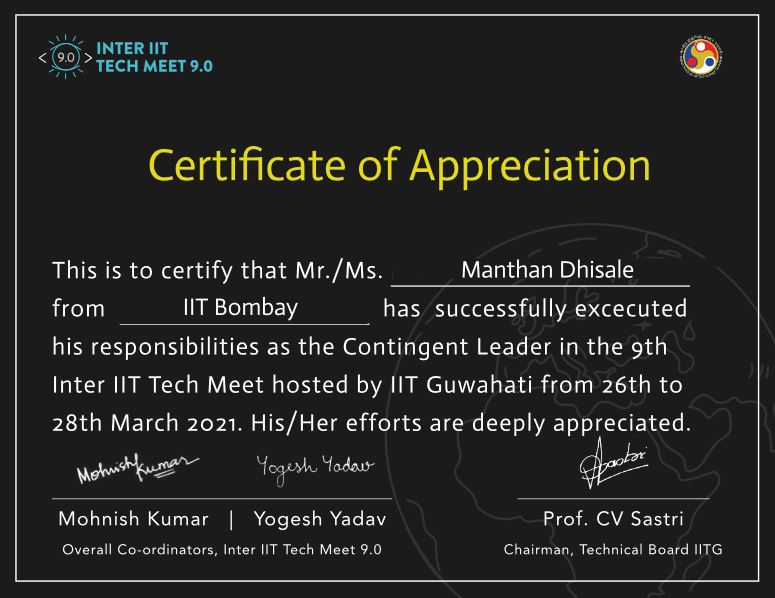 < 9.0 > INTER IIT
TECH MEET 9.0
Certificate of Appreciation
This is to certify that Mr./Ms. Manthan Dhisale
from IIT Bombay has successfully excecuted
his responsibilities as the Contingent Leader in the 9th
Inter IIT Tech Meet hosted by IIT Guwahati from 26th to
28th March 2021. His/Her efforts are deeply appreciated.
Mohnish Kumar Yogesh Yadav
Mohnish Kumar | Yogesh Yadav Prof. CV Sastri
Overall Co-ordinators, Inter IIT Tech Meet 9.0 Chairman, Technical Board IITG